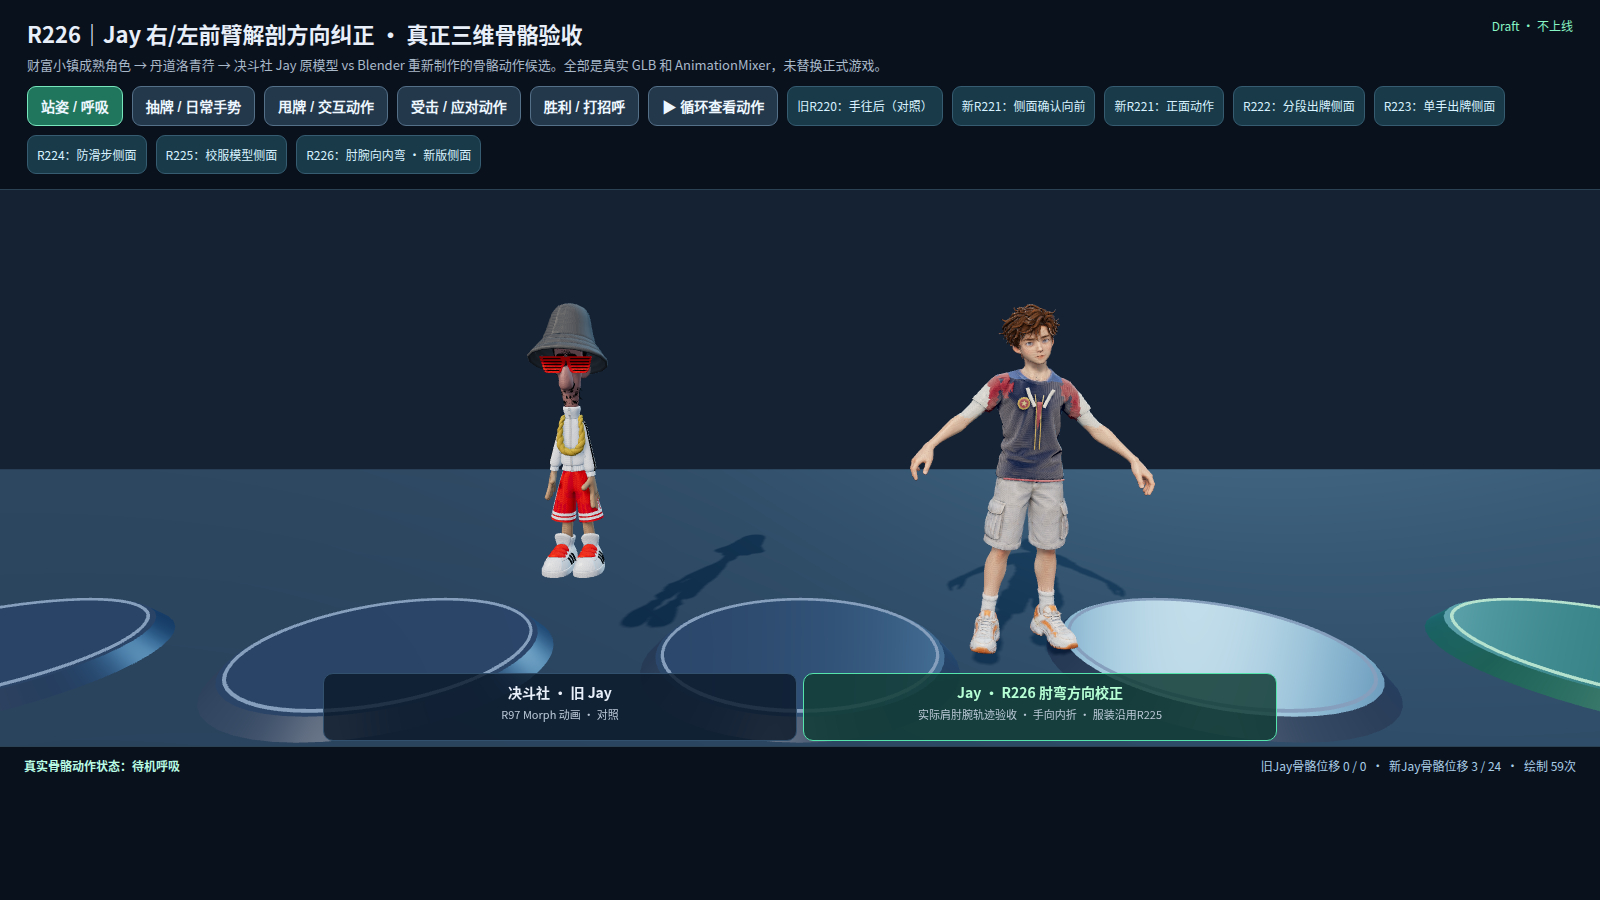 R226｜Jay 右/左前臂解剖方向纠正 · 真正三维骨骼验收
Draft · 不上线
财富小镇成熟角色 → 丹道洛青荇 → 决斗社 Jay 原模型 vs Blender 重新制作的骨骼动作候选。全部是真实 GLB 和 AnimationMixer，未替换正式游戏。
站姿 / 呼吸
抽牌 / 日常手势
甩牌 / 交互动作
受击 / 应对动作
胜利 / 打招呼
▶ 循环查看动作
旧R220：手往后（对照）
新R221：侧面确认向前
新R221：正面动作
R222：分段出牌侧面
R223：单手出牌侧面
R224：防滑步侧面
R225：校服模型侧面
R226：肘腕向内弯 · 新版侧面
决斗社 · 旧 Jay
R97 Morph 动画 · 对照
Jay · R226 肘弯方向校正
实际肩肘腕轨迹验收 · 手向内折 · 服装沿用R225
真实骨骼动作状态：待机呼吸
旧Jay骨骼位移 0 / 0 · 新Jay骨骼位移 3 / 24 · 绘制 59次